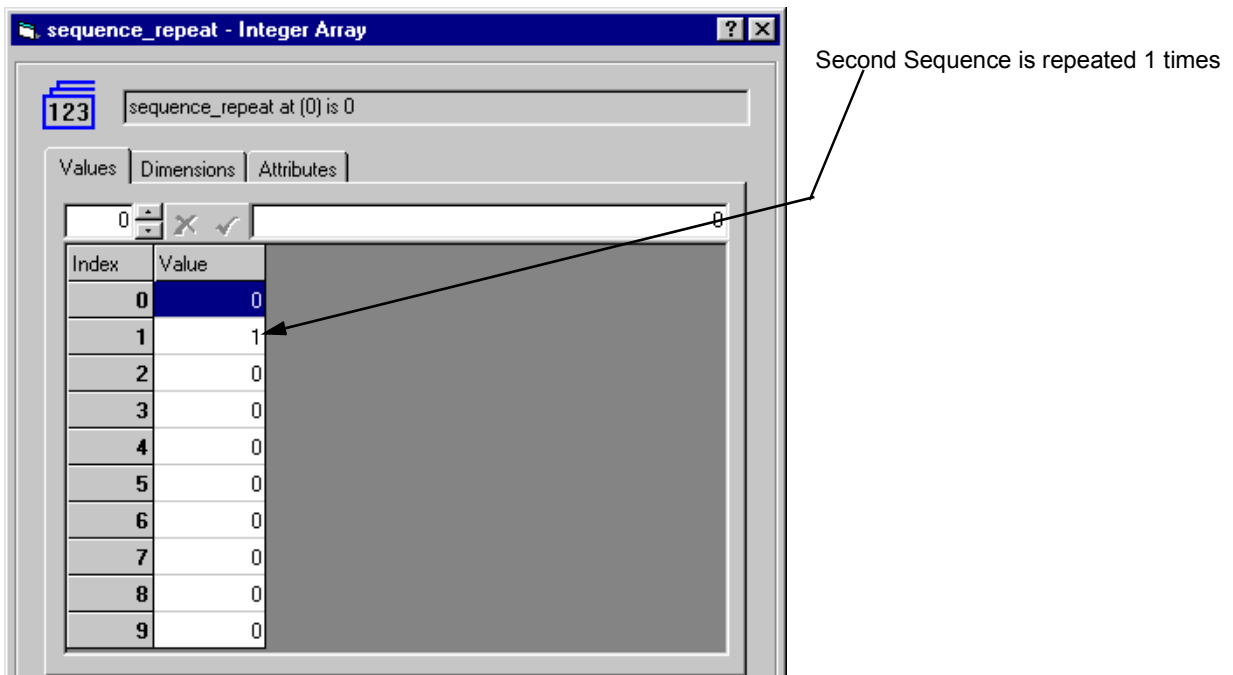 sequence_repeat - Integer Array
Second Sequence is repeated 1 times
123 sequence_repeat at (0) is 0
Values Dimensions Attributes
0 0
Index Value
0 0
1 1
2 0
3 0
4 0
5 0
6 0
7 0
8 0
9 0